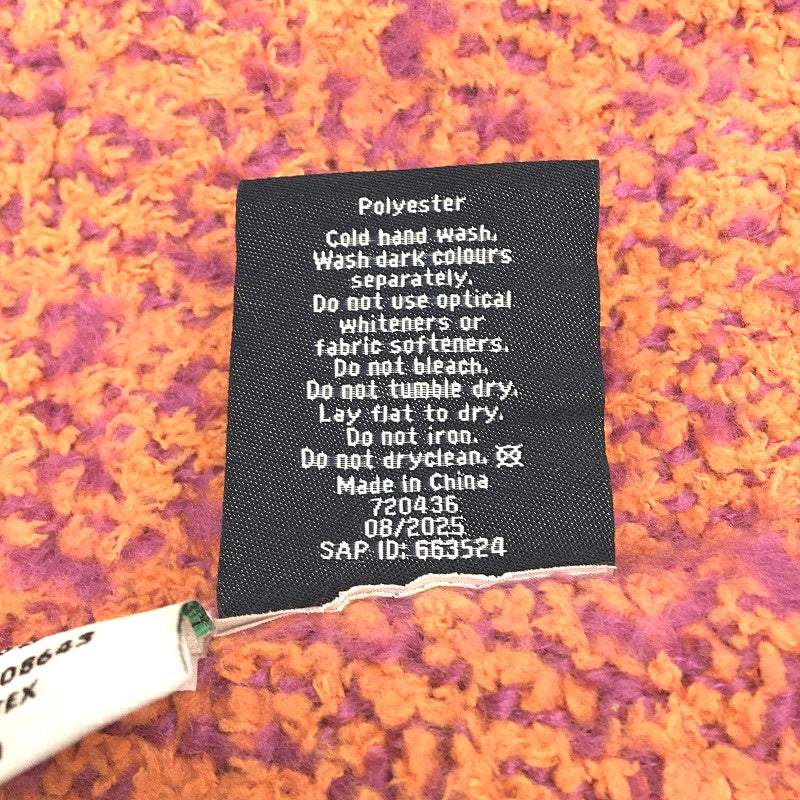 Polyester
Cold hand wash.
Wash dark colours
separately.
Do not use optical
whiteners or
fabric softeners.
Do not bleach.
Do not tumble dry.
Lay flat to dry.
Do not iron.
Do not dryclean.
Made in China
720436
08/2025
SAP ID: 663524
08643
TEX